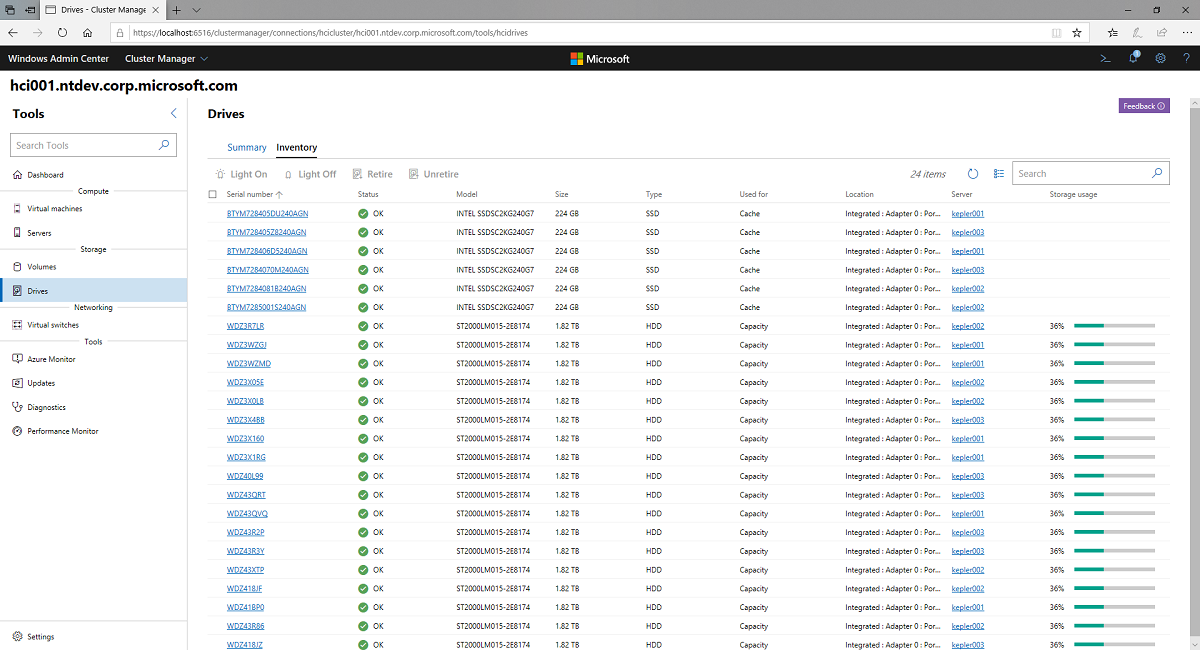 Drives - Cluster Manage
https://localhost:6516/clustermanager/connections/hcicluster/hci001.ntdev.corp.microsoft.com/tools/hcidrives
Windows Admin Center Cluster Manager Microsoft 1 ?
hci001.ntdev.corp.microsoft.com
Tools
Search Tools
Dashboard
Compute
Virtual machines
Servers
Storage
Volumes
Drives
Networking
Virtual switches
Tools
Azure Monitor
Updates
Diagnostics
Performance Monitor
Settings
Drives
Feedback
Summary Inventory
Light On Light Off Retire Unretire 24 items Search
Serial number Status Model Size Type Used for Location Server Storage usage
BTYM728405DU240AGN OK INTEL SSDSC2KG240G7 224 GB SSD Cache Integrated : Adapter 0 : Por... kepler001
BTYM728405Z8240AGN OK INTEL SSDSC2KG240G7 224 GB SSD Cache Integrated : Adapter 0 : Por... kepler003
BTYM728406D5240AGN OK INTEL SSDSC2KG240G7 224 GB SSD Cache Integrated : Adapter 0 : Por... kepler001
BTYM7284070M240AGN OK INTEL SSDSC2KG240G7 224 GB SSD Cache Integrated : Adapter 0 : Por... kepler003
BTYM7284081B240AGN OK INTEL SSDSC2KG240G7 224 GB SSD Cache Integrated : Adapter 0 : Por... kepler002
BTYM7285001S240AGN OK INTEL SSDSC2KG240G7 224 GB SSD Cache Integrated : Adapter 0 : Por... kepler002
WDZ3R7LR OK ST2000LM015-2E8174 1.82 TB HDD Capacity Integrated : Adapter 0 : Por... kepler002 36%
WDZ3WZGJ OK ST2000LM015-2E8174 1.82 TB HDD Capacity Integrated : Adapter 0 : Por... kepler001 36%
WDZ3WZMD OK ST2000LM015-2E8174 1.82 TB HDD Capacity Integrated : Adapter 0 : Por... kepler001 36%
WDZ3X05E OK ST2000LM015-2E8174 1.82 TB HDD Capacity Integrated : Adapter 0 : Por... kepler002 36%
WDZ3X0LB OK ST2000LM015-2E8174 1.82 TB HDD Capacity Integrated : Adapter 0 : Por... kepler002 36%
WDZ3X4BB OK ST2000LM015-2E8174 1.82 TB HDD Capacity Integrated : Adapter 0 : Por... kepler003 36%
WDZ3X160 OK ST2000LM015-2E8174 1.82 TB HDD Capacity Integrated : Adapter 0 : Por... kepler001 36%
WDZ3X1RG OK ST2000LM015-2E8174 1.82 TB HDD Capacity Integrated : Adapter 0 : Por... kepler001 36%
WDZ40L99 OK ST2000LM015-2E8174 1.82 TB HDD Capacity Integrated : Adapter 0 : Por... kepler003 36%
WDZ43QRT OK ST2000LM015-2E8174 1.82 TB HDD Capacity Integrated : Adapter 0 : Por... kepler003 36%
WDZ43QVQ OK ST2000LM015-2E8174 1.82 TB HDD Capacity Integrated : Adapter 0 : Por... kepler001 36%
WDZ43R2P OK ST2000LM015-2E8174 1.82 TB HDD Capacity Integrated : Adapter 0 : Por... kepler003 36%
WDZ43R3Y OK ST2000LM015-2E8174 1.82 TB HDD Capacity Integrated : Adapter 0 : Por... kepler003 36%
WDZ43XTP OK ST2000LM015-2E8174 1.82 TB HDD Capacity Integrated : Adapter 0 : Por... kepler002 36%
WDZ418JF OK ST2000LM015-2E8174 1.82 TB HDD Capacity Integrated : Adapter 0 : Por... kepler002 36%
WDZ41BP0 OK ST2000LM015-2E8174 1.82 TB HDD Capacity Integrated : Adapter 0 : Por... kepler001 36%
WDZ43R86 OK ST2000LM015-2E8174 1.82 TB HDD Capacity Integrated : Adapter 0 : Por... kepler002 36%
WDZ418JZ OK ST2000LM015-2E8174 1.82 TB HDD Capacity Integrated : Adapter 0 : Por... kepler003 36%